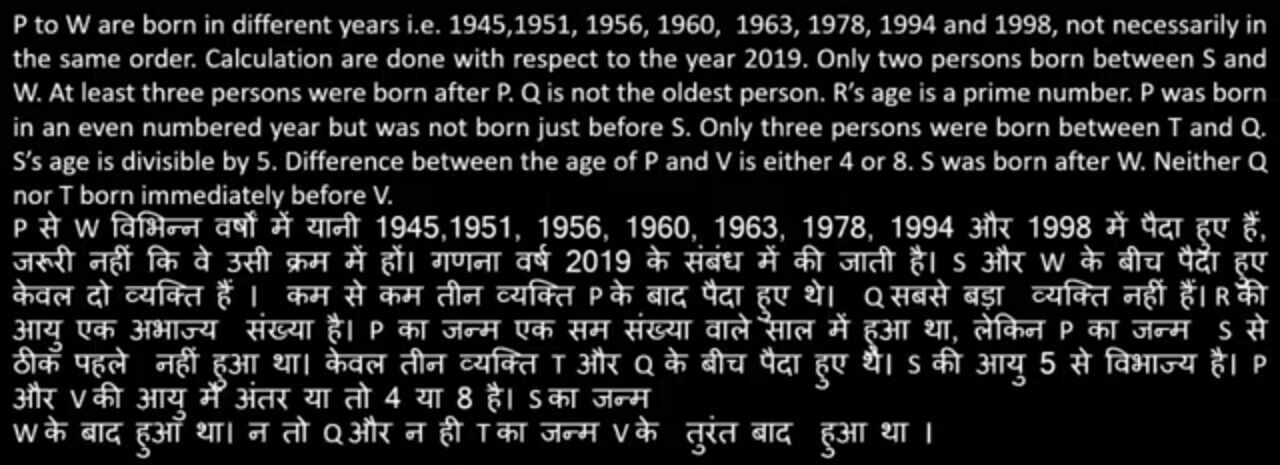 P to W are born in different years i.e. 1945,1951, 1956, 1960, 1963, 1978, 1994 and 1998, not necessarily in
the same order. Calculation are done with respect to the year 2019. Only two persons born between S and
W. At least three persons were born after P. Q is not the oldest person. R's age is a prime number. P was born
in an even numbered year but was not born just before S. Only three persons were born between T and Q.
S's age is divisible by 5. Difference between the age of P and V is either 4 or 8. S was born after W. Neither Q
nor T born immediately before V.
P से W विभिन्न वर्षों में यानी 1945,1951, 1956, 1960, 1963, 1978, 1994 और 1998 में पैदा हुए हैं,
जरूरी नहीं कि वे उसी क्रम में हों। गणना वर्ष 2019 के संबंध में की जाती है। S और W के बीच पैदा हुए
केवल दो व्यक्ति हैं । कम से कम तीन व्यक्ति P के बाद पैदा हुए थे। Q सबसे बड़ा व्यक्ति नहीं हैं। R की
आयु एक अभाज्य संख्या है। P का जन्म एक सम संख्या वाले साल में हुआ था, लेकिन P का जन्म S से
ठीक पहले नहीं हुआ था। केवल तीन व्यक्ति T और Q के बीच पैदा हुए थे। S की आयु 5 से विभाज्य है। P
और V की आयु में अंतर या तो 4 या 8 है। S का जन्म
W के बाद हुआ था। न तो Q और न ही T का जन्म V के तुरंत बाद हुआ था ।